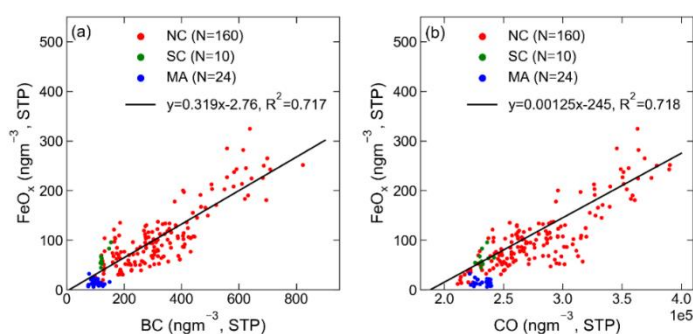 (a)
NC (N=160)
SC (N=10)
MA (N=24)
y=0.319x-2.76, R²=0.717
500
400
300
200
100
0
FeOₓ (ngm⁻³, STP)
0 200 400 600 800
BC (ngm⁻³, STP)
(b)
NC (N=160)
SC (N=10)
MA (N=24)
y=0.00125x-245, R²=0.718
500
400
300
200
100
0
FeOₓ (ngm⁻³, STP)
2.0 2.5 3.0 3.5 4.0
1e5
CO (ngm⁻³, STP)